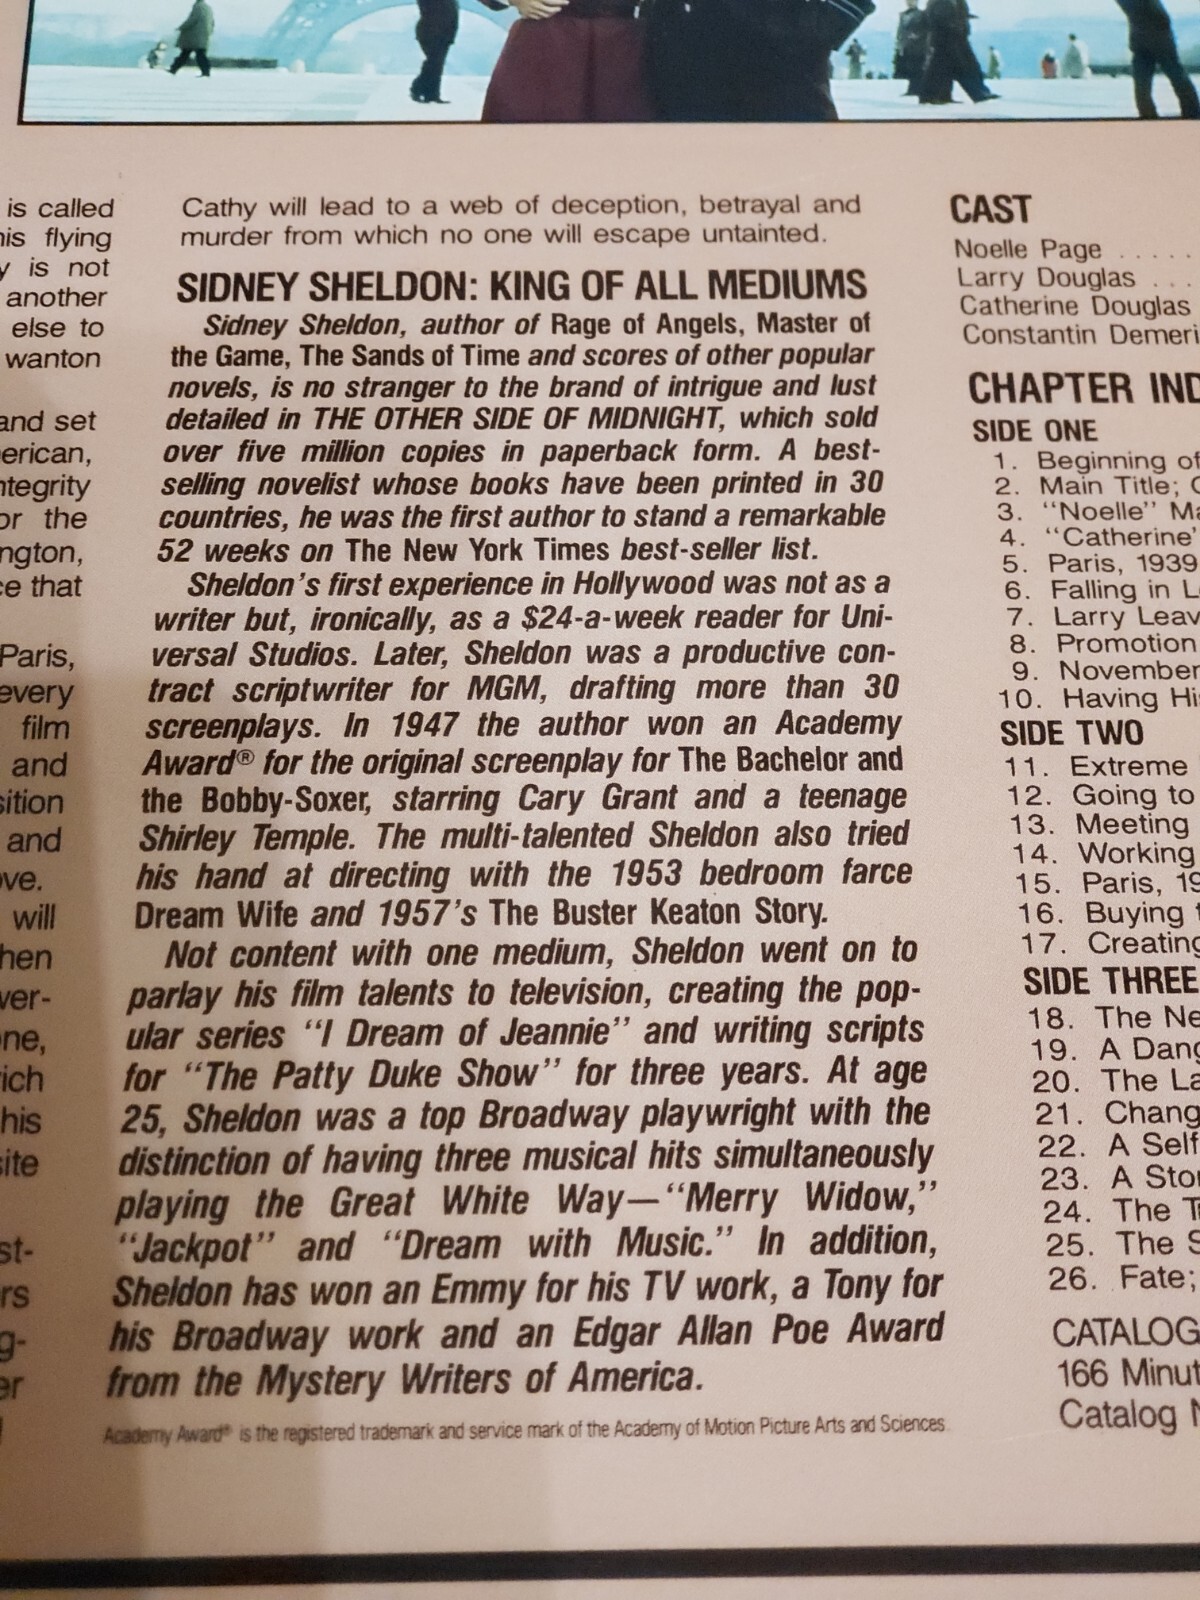 is called
his flying
is not
another
else to
wanton
and set
erican,
ntegrity
or the
ngton,
ce that
Paris,
every
film
and
sition
and
ove.
will
hen
ver-
ne,
ich
his
site
st-
rs
g-
er
Cathy will lead to a web of deception, betrayal and
murder from which no one will escape untainted.
SIDNEY SHELDON: KING OF ALL MEDIUMS
Sidney Sheldon, author of Rage of Angels, Master of
the Game, The Sands of Time and scores of other popular
novels, is no stranger to the brand of intrigue and lust
detailed in THE OTHER SIDE OF MIDNIGHT, which sold
over five million copies in paperback form. A best-
selling novelist whose books have been printed in 30
countries, he was the first author to stand a remarkable
52 weeks on The New York Times best-seller list.
Sheldon's first experience in Hollywood was not as a
writer but, ironically, as a $24-a-week reader for Uni-
versal Studios. Later, Sheldon was a productive con-
tract scriptwriter for MGM, drafting more than 30
screenplays. In 1947 the author won an Academy
Award® for the original screenplay for The Bachelor and
the Bobby-Soxer, starring Cary Grant and a teenage
Shirley Temple. The multi-talented Sheldon also tried
his hand at directing with the 1953 bedroom farce
Dream Wife and 1957's The Buster Keaton Story.
Not content with one medium, Sheldon went on to
parlay his film talents to television, creating the pop-
ular series "I Dream of Jeannie" and writing scripts
for "The Patty Duke Show" for three years. At age
25, Sheldon was a top Broadway playwright with the
distinction of having three musical hits simultaneously
playing the Great White Way—"Merry Widow,"
"Jackpot" and "Dream with Music." In addition,
Sheldon has won an Emmy for his TV work, a Tony for
his Broadway work and an Edgar Allan Poe Award
from the Mystery Writers of America.
Academy Award® is the registered trademark and service mark of the Academy of Motion Picture Arts and Sciences.
CAST
Noelle Page .....
Larry Douglas ...
Catherine Douglas
Constantin Demeri
CHAPTER IND
SIDE ONE
1. Beginning of
2. Main Title;
3. "Noelle" Ma
4. "Catherine"
5. Paris, 1939
6. Falling in L
7. Larry Leav
8. Promotion
9. November
10. Having Hi
SIDE TWO
11. Extreme
12. Going to
13. Meeting
14. Working
15. Paris, 19
16. Buying t
17. Creating
SIDE THREE
18. The Ne
19. A Dang
20. The La
21. Chang
22. A Self
23. A Stor
24. The T
25. The S
26. Fate;
CATALOG
166 Minut
Catalog N